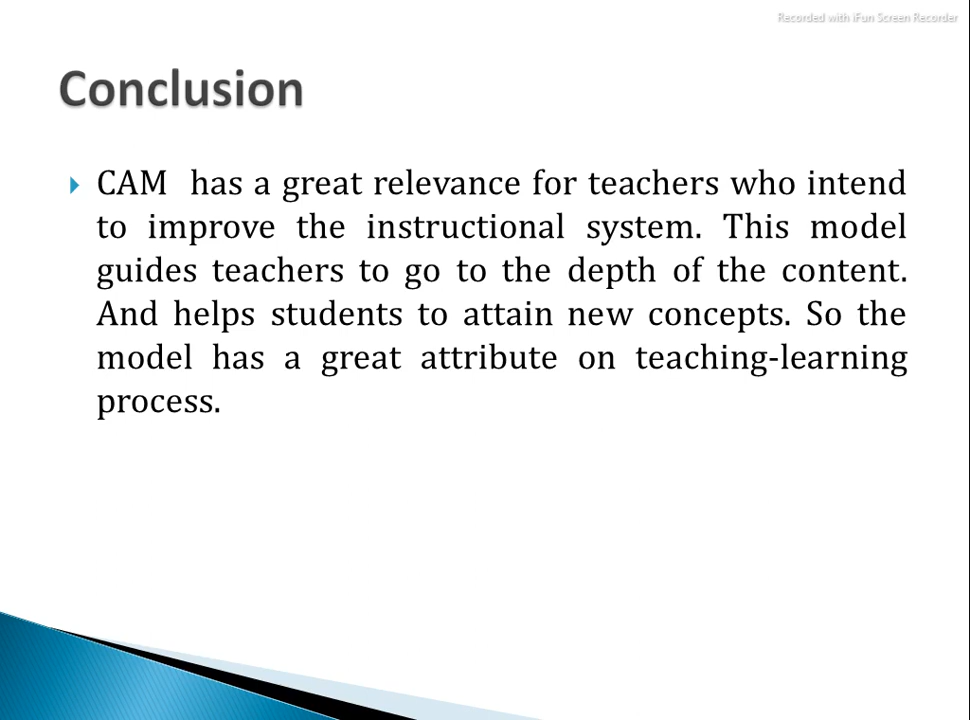 Recorded with iFun Screen Recorder
Conclusion
CAM has a great relevance for teachers who intend
to improve the instructional system. This model
guides teachers to go to the depth of the content.
And helps students to attain new concepts. So the
model has a great attribute on teaching-learning
process.